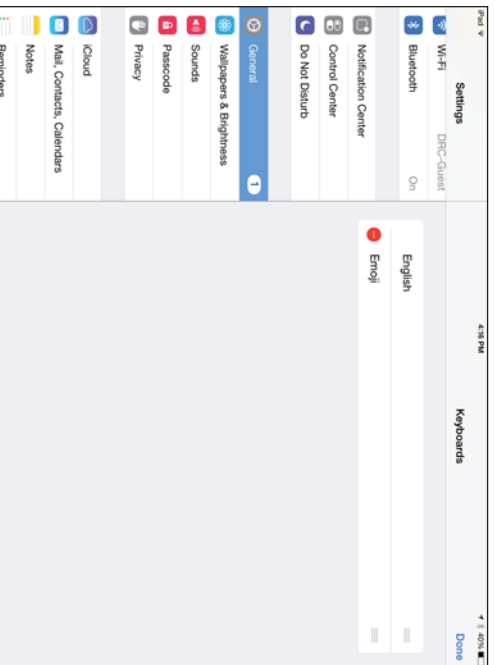 iPad
4:16 PM
40%
Settings
Keyboards
Done
Wi-Fi DRC-Guest
Bluetooth On
Notification Center
Control Center
Do Not Disturb
General 1
Wallpapers & Brightness
Sounds
Passcode
Privacy
iCloud
Mail, Contacts, Calendars
Notes
Reminders
English
Emoji